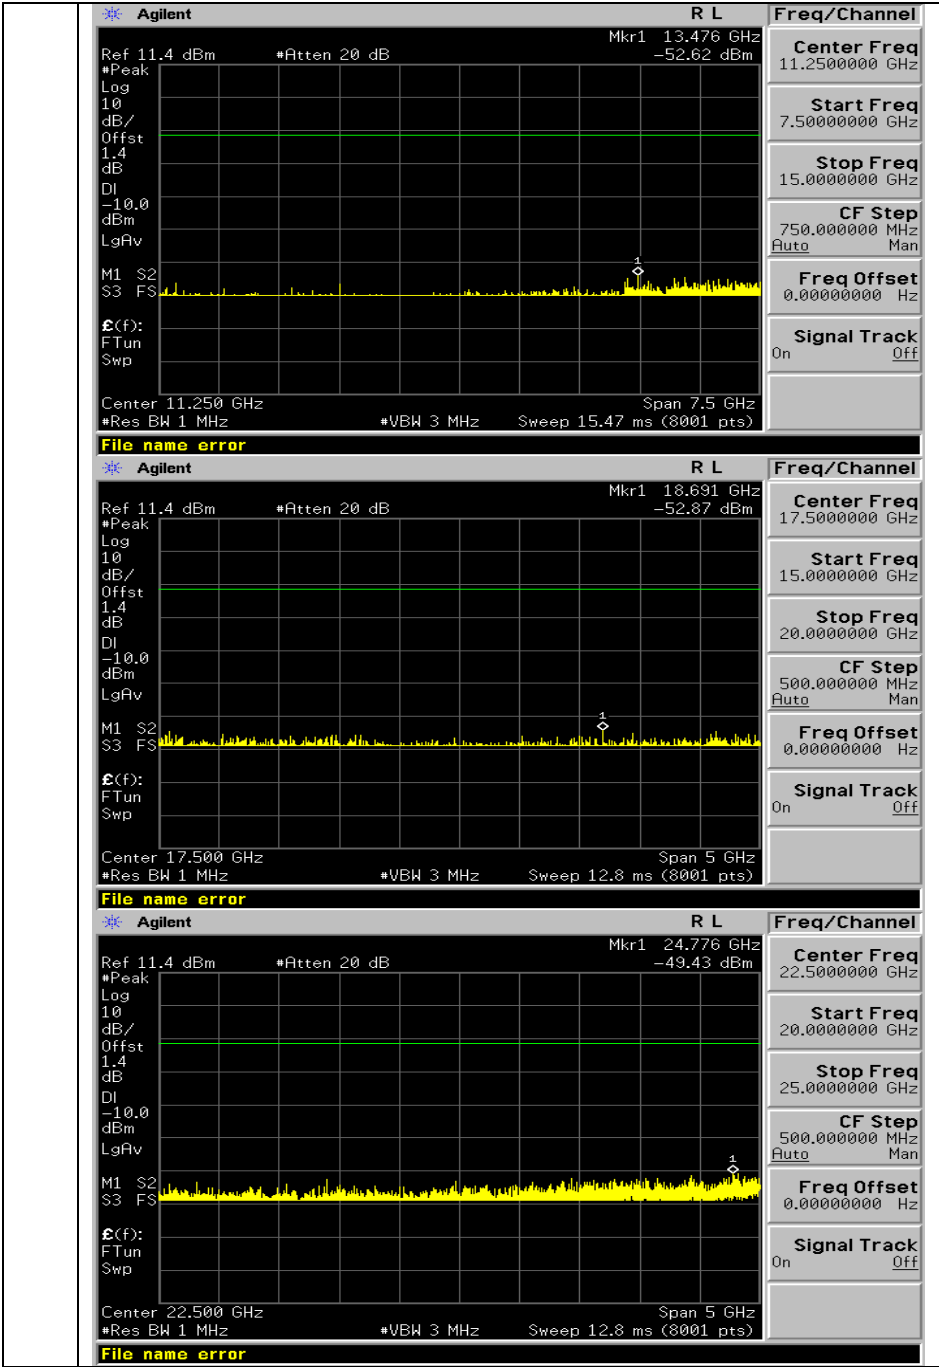 Agilent R L Freq/Channel
Mkr1 13.476 GHz
Ref 11.4 dBm #Atten 20 dB -52.62 dBm
#Peak
Log
10
dB/
Offst
1.4
dB
DI
-10.0
dBm
LgAv
M1 S2
S3 FS
£(f):
FTun
Swp
1
Center 11.250 GHz Span 7.5 GHz
#Res BW 1 MHz #VBW 3 MHz Sweep 15.47 ms (8001 pts)
Center Freq
11.2500000 GHz
Start Freq
7.50000000 GHz
Stop Freq
15.0000000 GHz
CF Step
750.000000 MHz
Auto Man
Freq Offset
0.00000000 Hz
Signal Track
On Off
File name error
Agilent R L Freq/Channel
Mkr1 18.691 GHz
Ref 11.4 dBm #Atten 20 dB -52.87 dBm
#Peak
Log
10
dB/
Offst
1.4
dB
DI
-10.0
dBm
LgAv
M1 S2
S3 FS
£(f):
FTun
Swp
1
Center 17.500 GHz Span 5 GHz
#Res BW 1 MHz #VBW 3 MHz Sweep 12.8 ms (8001 pts)
Center Freq
17.5000000 GHz
Start Freq
15.0000000 GHz
Stop Freq
20.0000000 GHz
CF Step
500.000000 MHz
Auto Man
Freq Offset
0.00000000 Hz
Signal Track
On Off
File name error
Agilent R L Freq/Channel
Mkr1 24.776 GHz
Ref 11.4 dBm #Atten 20 dB -49.43 dBm
#Peak
Log
10
dB/
Offst
1.4
dB
DI
-10.0
dBm
LgAv
M1 S2
S3 FS
£(f):
FTun
Swp
1
Center 22.500 GHz Span 5 GHz
#Res BW 1 MHz #VBW 3 MHz Sweep 12.8 ms (8001 pts)
Center Freq
22.5000000 GHz
Start Freq
20.0000000 GHz
Stop Freq
25.0000000 GHz
CF Step
500.000000 MHz
Auto Man
Freq Offset
0.00000000 Hz
Signal Track
On Off
File name error